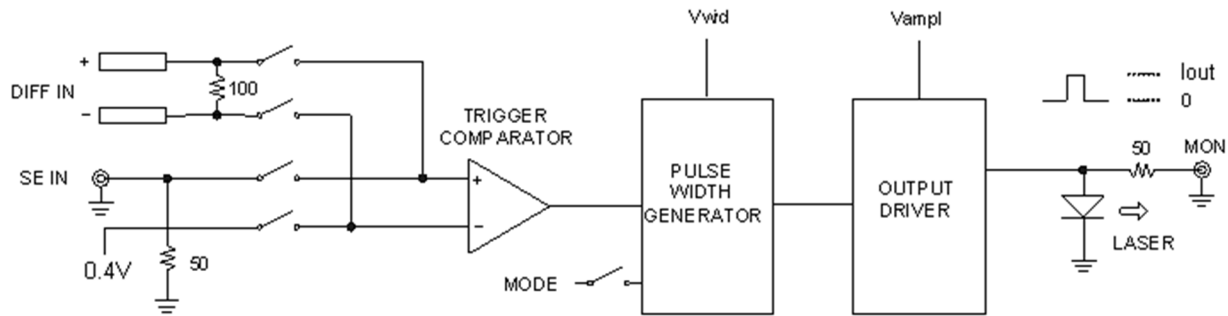 Vwid
Vampl
+
DIFF IN
100
−
TRIGGER
COMPARATOR
Iout
0
SE IN
+
−
50
0.4V
MODE
PULSE
WIDTH
GENERATOR
OUTPUT
DRIVER
50
MON
LASER